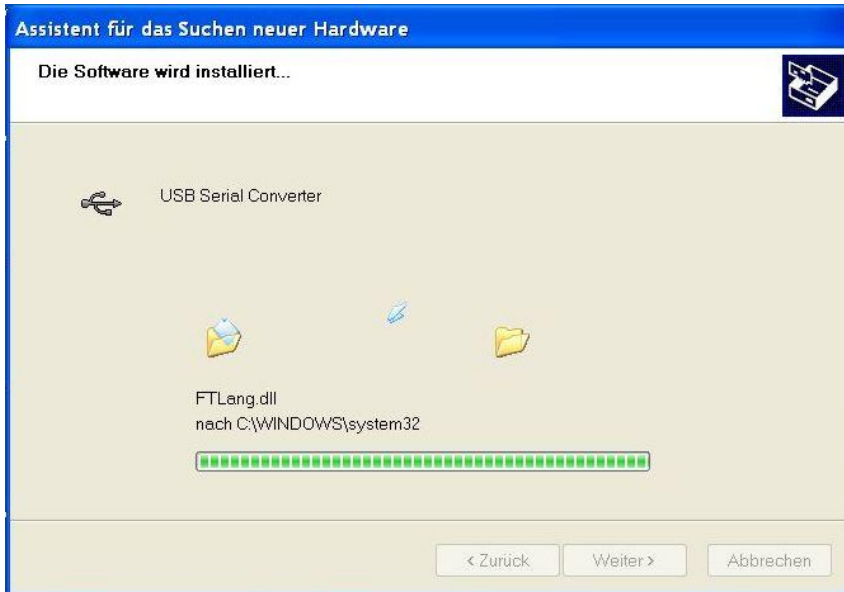 Assistent für das Suchen neuer Hardware
Die Software wird installiert...
USB Serial Converter
FTLang.dll
nach C:\WINDOWS\system32
< Zurück Weiter > Abbrechen